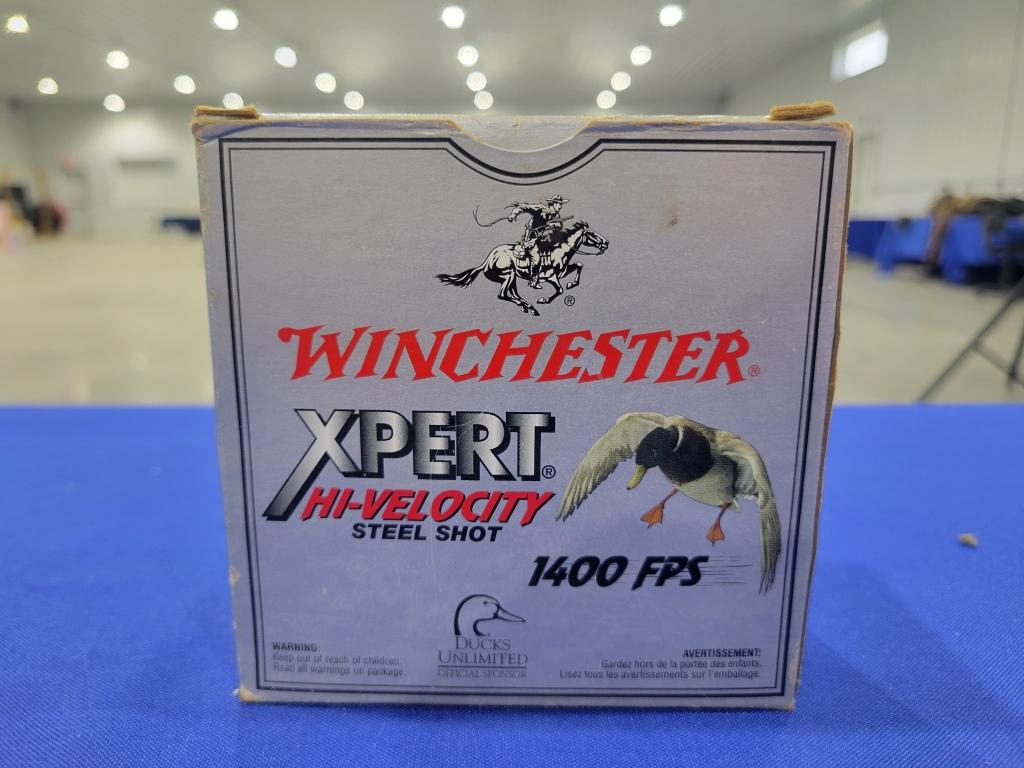 WINCHESTER®
XPERT®
HI-VELOCITY
STEEL SHOT
1400 FPS
DUCKS
UNLIMITED
OFFICIAL SPONSOR
WARNING:
Keep out of reach of children.
Read all warnings on package.
AVERTISSEMENT:
Gardez hors de la portée des enfants.
Lisez tous les avertissements sur l'emballage.